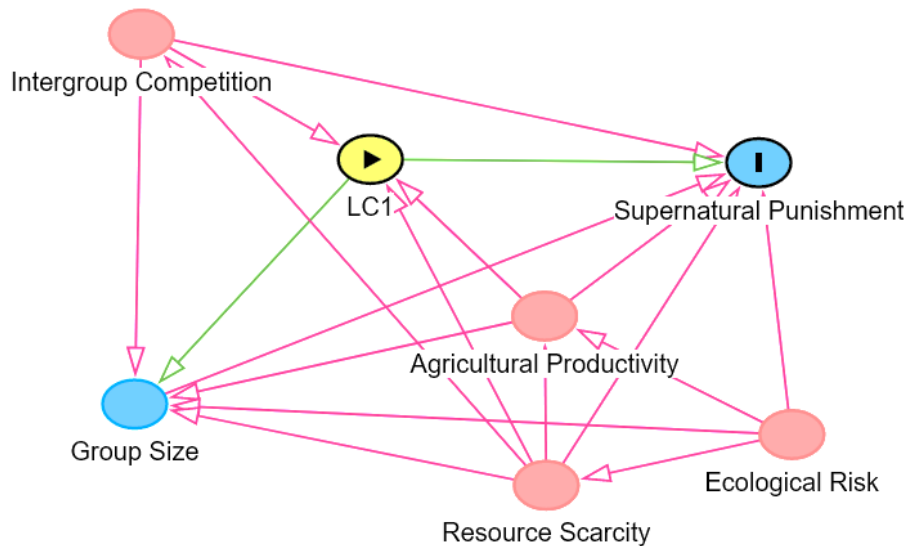 Intergroup Competition
LC1
Supernatural Punishment
Agricultural Productivity
Group Size
Ecological Risk
Resource Scarcity